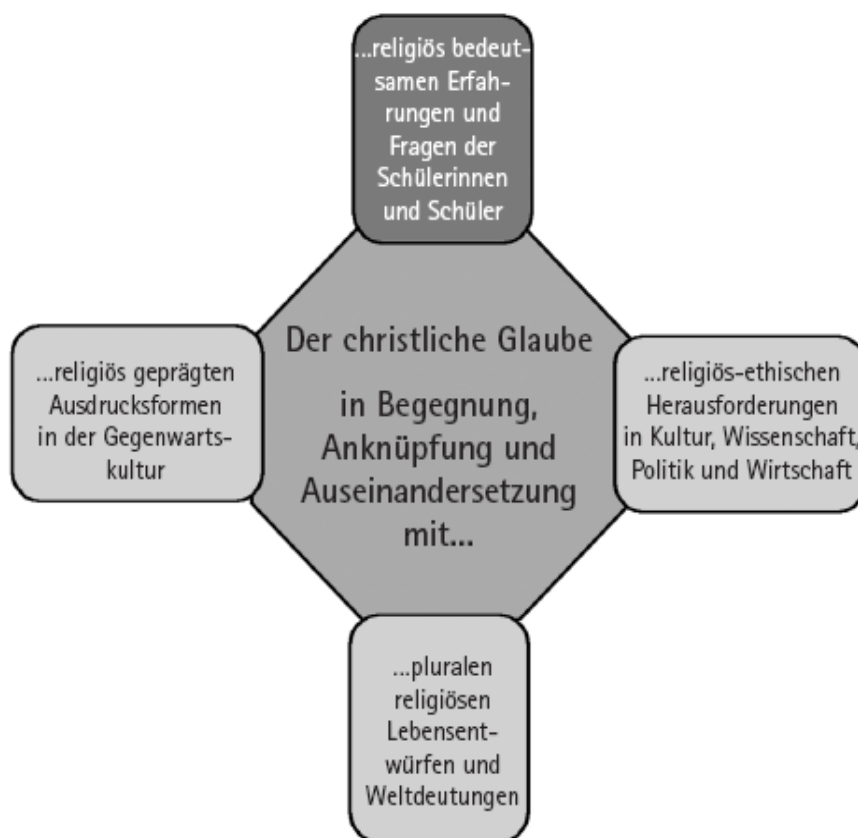 ...religiös bedeut-
samen Erfah-
rungen und
Fragen der
Schülerinnen
und Schüler
Der christliche Glaube
in Begegnung,
Anknüpfung und
Auseinandersetzung
mit...
...religiös geprägten
Ausdrucksformen
in der Gegenwarts-
kultur
...religiös-ethischen
Herausforderungen
in Kultur, Wissenschaft,
Politik und Wirtschaft
...pluralen
religiösen
Lebensent-
würfen und
Weltdeutungen